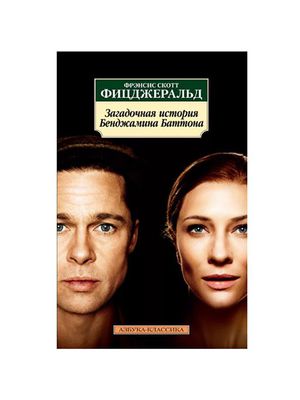 ФРЭНСИС СКОТТ
ФИЦДЖЕРАЛЬД
Загадочная история
Бенджамина Баттона
АЗБУКА-КЛАССИКА